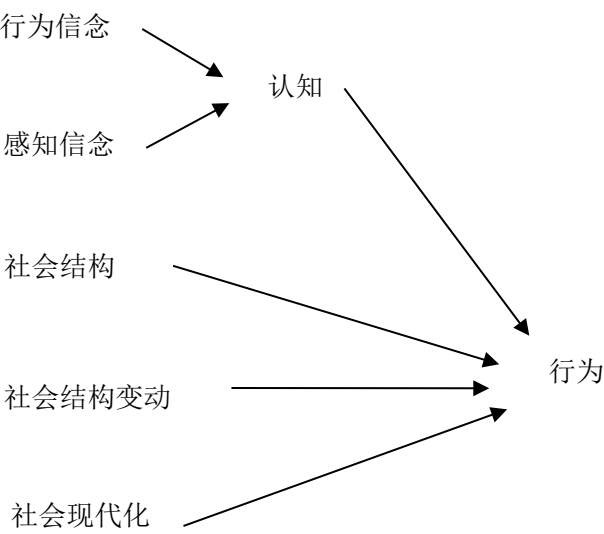 行为信念
认知
感知信念
社会结构
行为
社会结构变动
社会现代化